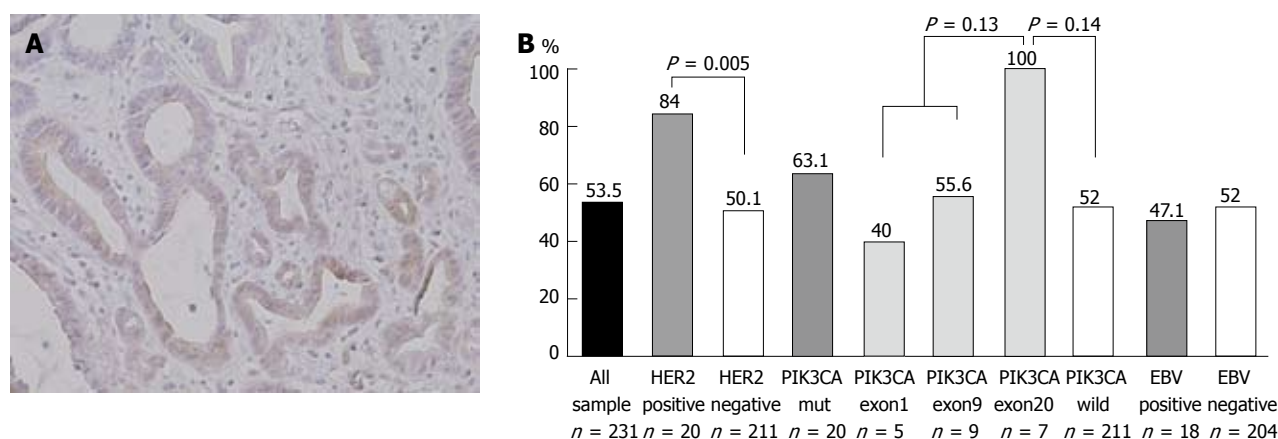 A
B
%
P = 0.13
P = 0.14
P = 0.005
100
84
63.1
53.5
50.1
40
55.6
100
52
47.1
52
80
60
40
20
0
All sample n = 231
HER2 positive n = 20
HER2 negative n = 211
PIK3CA mut n = 20
PIK3CA exon1 n = 5
PIK3CA exon9 n = 9
PIK3CA exon20 n = 7
PIK3CA wild n = 211
EBV positive n = 18
EBV negative n = 204